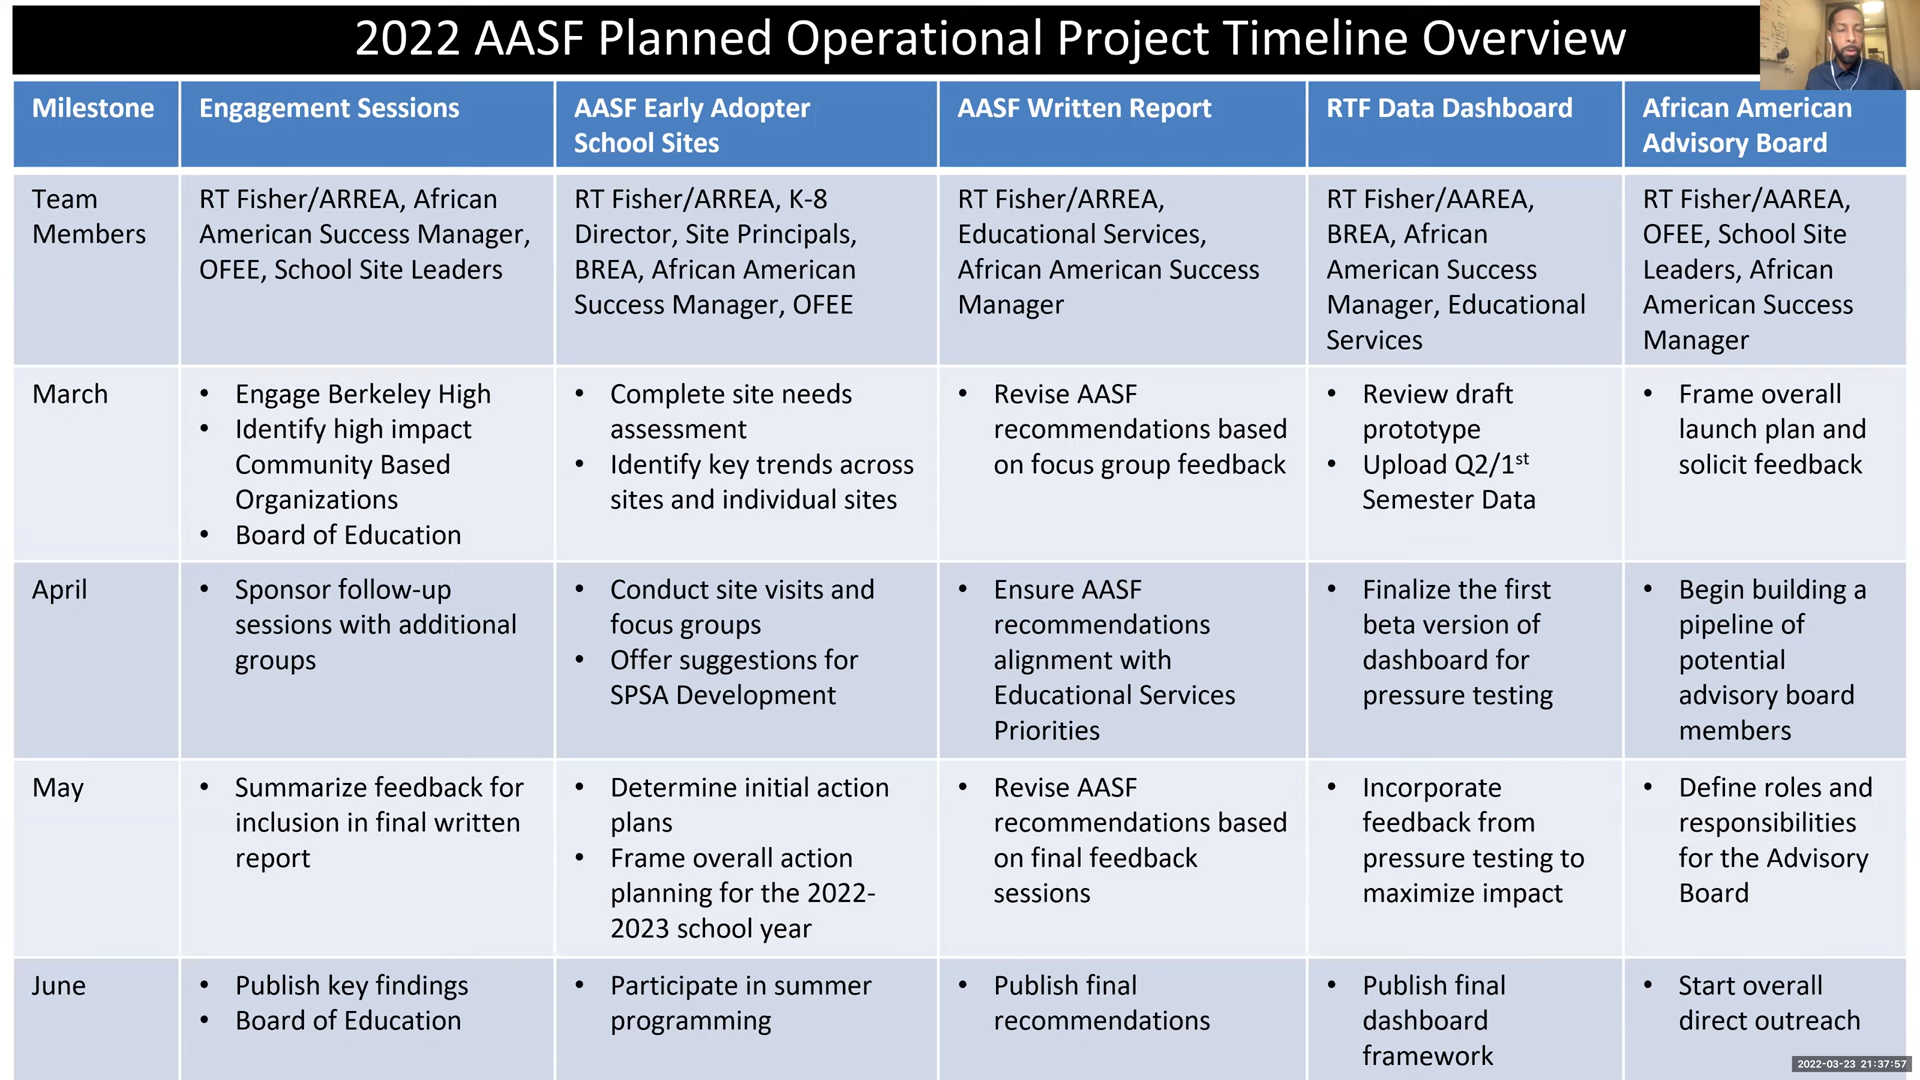 2022 AASF Planned Operational Project Timeline Overview
Milestone
Engagement Sessions
AASF Early Adopter
School Sites
AASF Written Report
RTF Data Dashboard
African American
Advisory Board
Team
Members
RT Fisher/ARREA, African
American Success Manager,
OFEE, School Site Leaders
RT Fisher/ARREA, K-8
Director, Site Principals,
BREA, African American
Success Manager, OFEE
RT Fisher/ARREA,
Educational Services,
African American Success
Manager
RT Fisher/AAREA,
BREA, African
American Success
Manager, Educational
Services
RT Fisher/AAREA,
OFEE, School Site
Leaders, African
American Success
Manager
March
• Engage Berkeley High
• Identify high impact
Community Based
Organizations
• Board of Education
• Complete site needs
assessment
• Identify key trends across
sites and individual sites
• Revise AASF
recommendations based
on focus group feedback
• Review draft
prototype
• Upload Q2/1st
Semester Data
• Frame overall
launch plan and
solicit feedback
April
• Sponsor follow-up
sessions with additional
groups
• Conduct site visits and
focus groups
• Offer suggestions for
SPSA Development
• Ensure AASF
recommendations
alignment with
Educational Services
Priorities
• Finalize the first
beta version of
dashboard for
pressure testing
• Begin building a
pipeline of
potential
advisory board
members
May
• Summarize feedback for
inclusion in final written
report
• Determine initial action
plans
• Frame overall action
planning for the 2022-
2023 school year
• Revise AASF
recommendations based
on final feedback
sessions
• Incorporate
feedback from
pressure testing to
maximize impact
• Define roles and
responsibilities
for the Advisory
Board
June
• Publish key findings
• Board of Education
• Participate in summer
programming
• Publish final
recommendations
• Publish final
dashboard
framework
• Start overall
direct outreach
2022-03-23 21:37:57